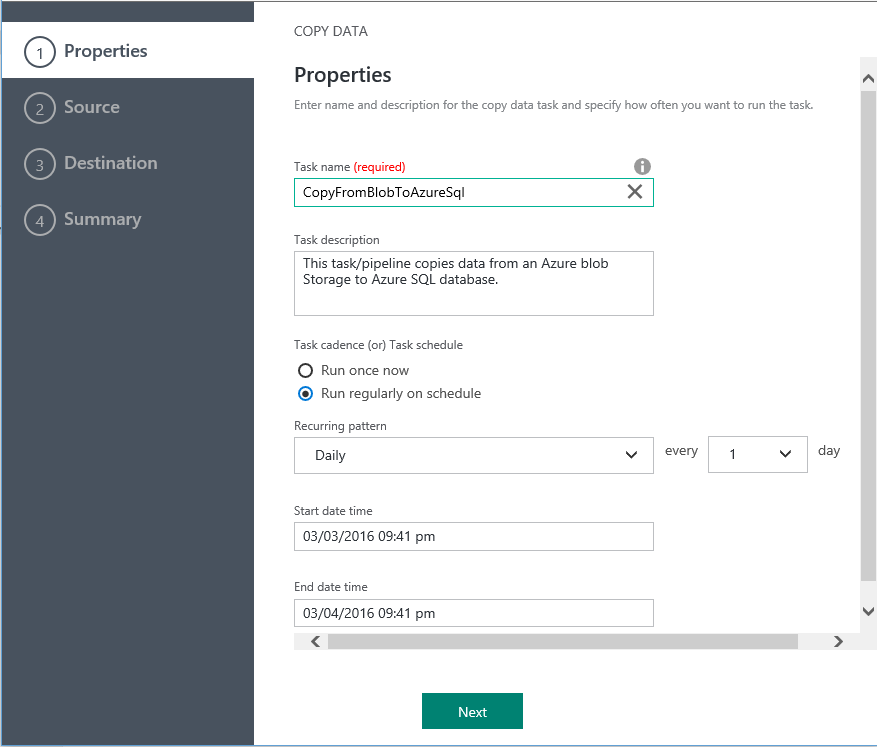 1 Properties
2 Source
3 Destination
4 Summary
COPY DATA
Properties
Enter name and description for the copy data task and specify how often you want to run the task.
Task name (required)
CopyFromBlobToAzureSql
Task description
This task/pipeline copies data from an Azure blob
Storage to Azure SQL database.
Task cadence (or) Task schedule
Run once now
Run regularly on schedule
Recurring pattern
Daily every 1 day
Start date time
03/03/2016 09:41 pm
End date time
03/04/2016 09:41 pm
Next